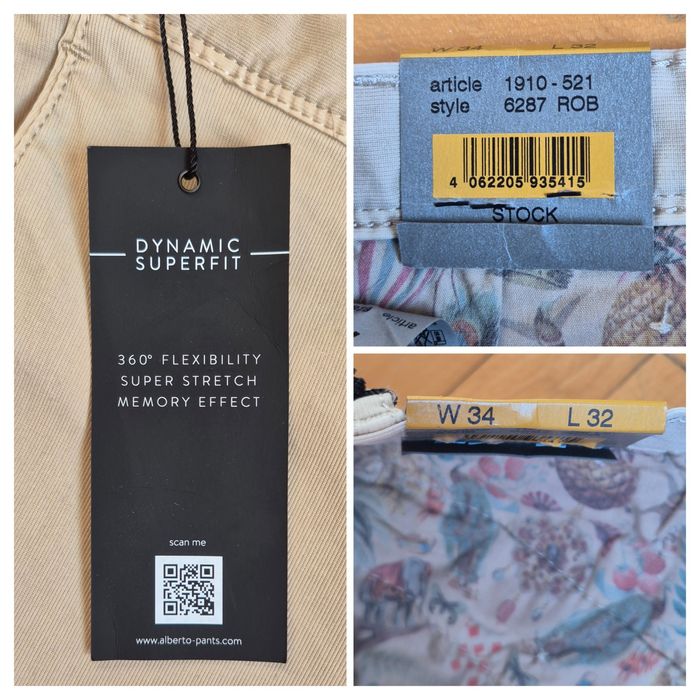 DYNAMIC
SUPERFIT
360° FLEXIBILITY
SUPER STRETCH
MEMORY EFFECT
scan me
www.alberto-pants.com
W 34 L 32
article 1910 - 521
style 6287 ROB
4 062205 935415
STOCK
article
W 34 L 32